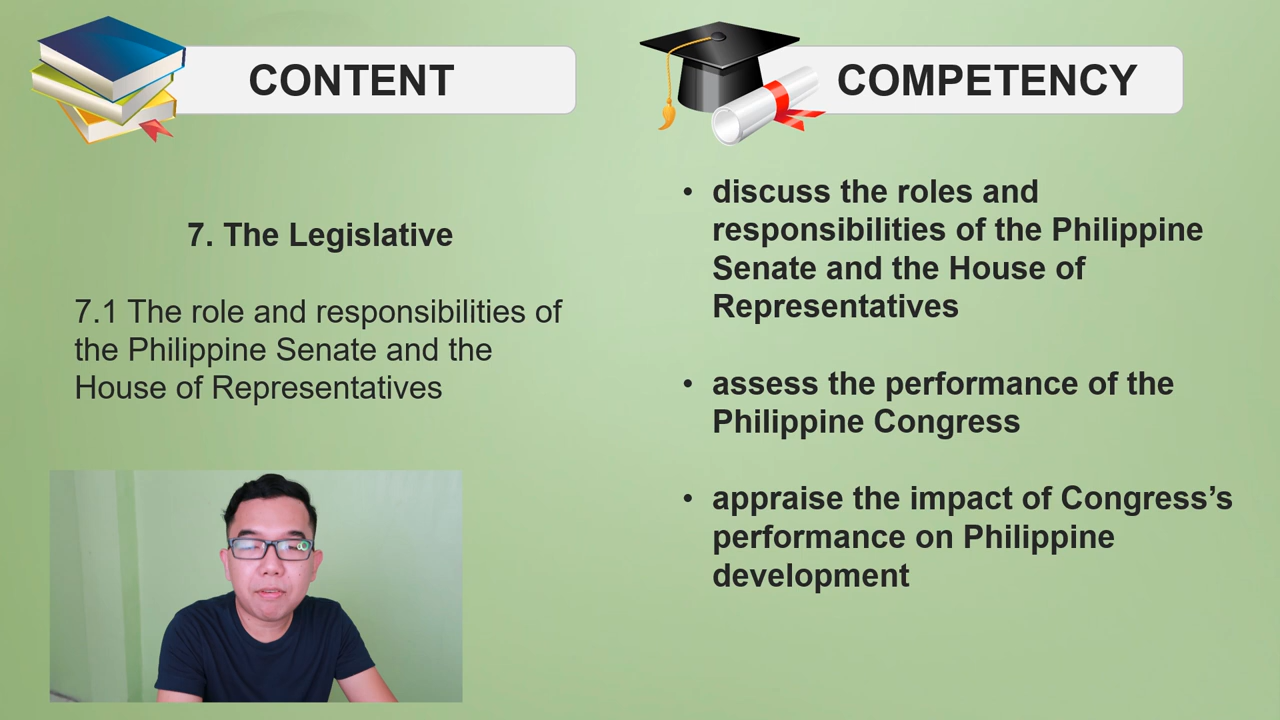 CONTENT
7. The Legislative
7.1 The role and responsibilities of
the Philippine Senate and the
House of Representatives
COMPETENCY
• discuss the roles and
responsibilities of the Philippine
Senate and the House of
Representatives
• assess the performance of the
Philippine Congress
• appraise the impact of Congress’s
performance on Philippine
development